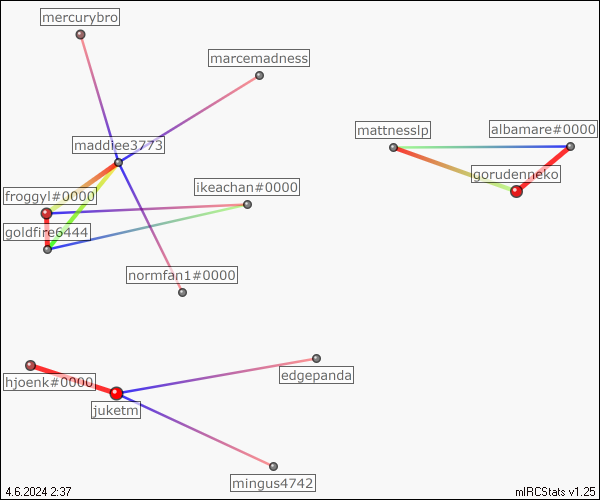 mercurybro
marcemadness
mattnesslp
albamare#0000
maddiee3773
gorudenneko
froggyl#0000
ikeachan#0000
goldfire6444
normfan1#0000
edgepanda
hjoenk#0000
juketm
mingus4742
4.6.2024 2:37
mIRCStats v1.25